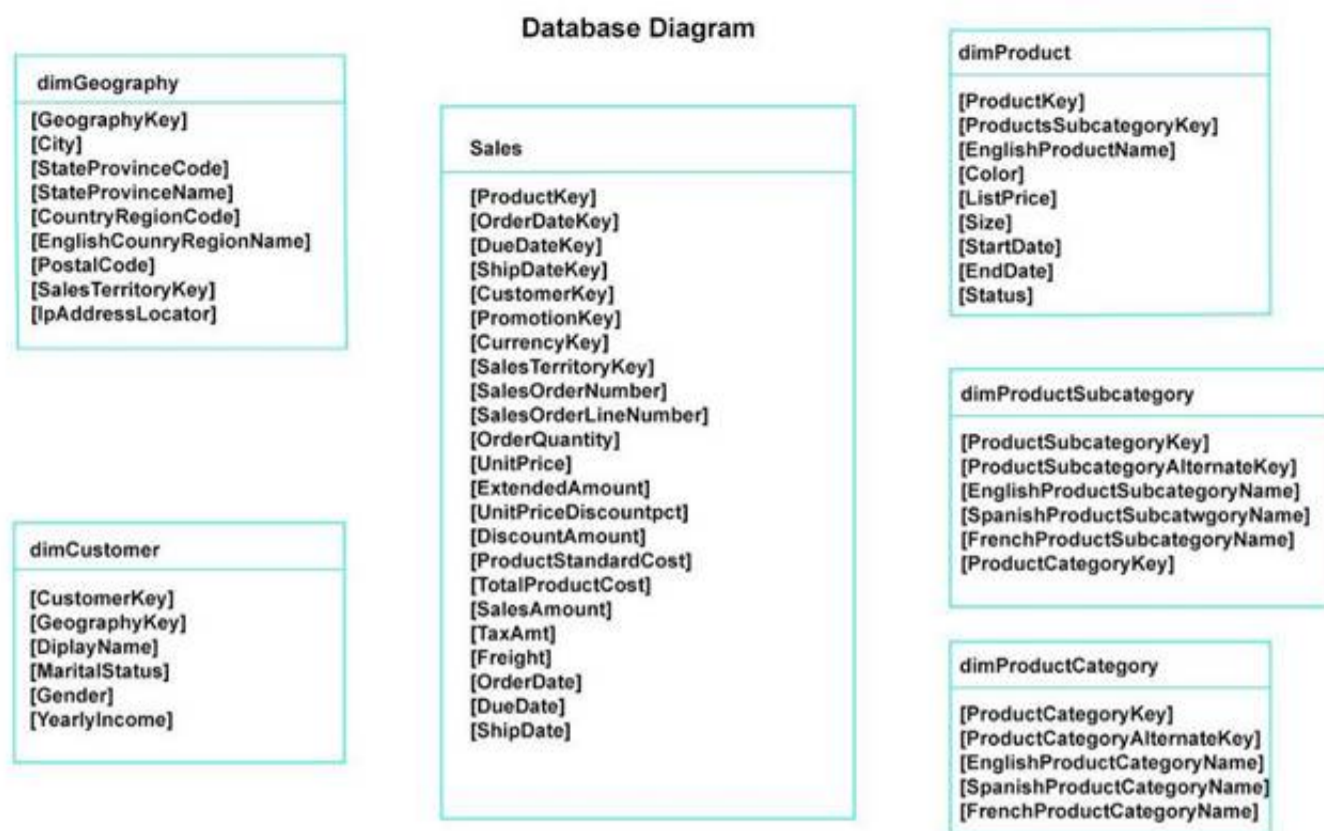 Database Diagram
dimGeography
[GeographyKey]
[City]
[StateProvinceCode]
[StateProvinceName]
[CountryRegionCode]
[EnglishCounryRegionName]
[PostalCode]
[SalesTerritoryKey]
[IpAddressLocator]
dimCustomer
[CustomerKey]
[GeographyKey]
[DiplayName]
[MaritalStatus]
[Gender]
[YearlyIncome]
Sales
[ProductKey]
[OrderDateKey]
[DueDateKey]
[ShipDateKey]
[CustomerKey]
[PromotionKey]
[CurrencyKey]
[SalesTerritoryKey]
[SalesOrderNumber]
[SalesOrderLineNumber]
[OrderQuantity]
[UnitPrice]
[ExtendedAmount]
[UnitPriceDiscountpct]
[DiscountAmount]
[ProductStandardCost]
[TotalProductCost]
[SalesAmount]
[TaxAmt]
[Freight]
[OrderDate]
[DueDate]
[ShipDate]
dimProduct
[ProductKey]
[ProductsSubcategoryKey]
[EnglishProductName]
[Color]
[ListPrice]
[Size]
[StartDate]
[EndDate]
[Status]
dimProductSubcategory
[ProductSubcategoryKey]
[ProductSubcategoryAlternateKey]
[EnglishProductSubcategoryName]
[SpanishProductSubcatwgoryName]
[FrenchProductSubcategoryName]
[ProductCategoryKey]
dimProductCategory
[ProductCategoryKey]
[ProductCategoryAlternateKey]
[EnglishProductCategoryName]
[SpanishProductCategoryName]
[FrenchProductCategoryName]